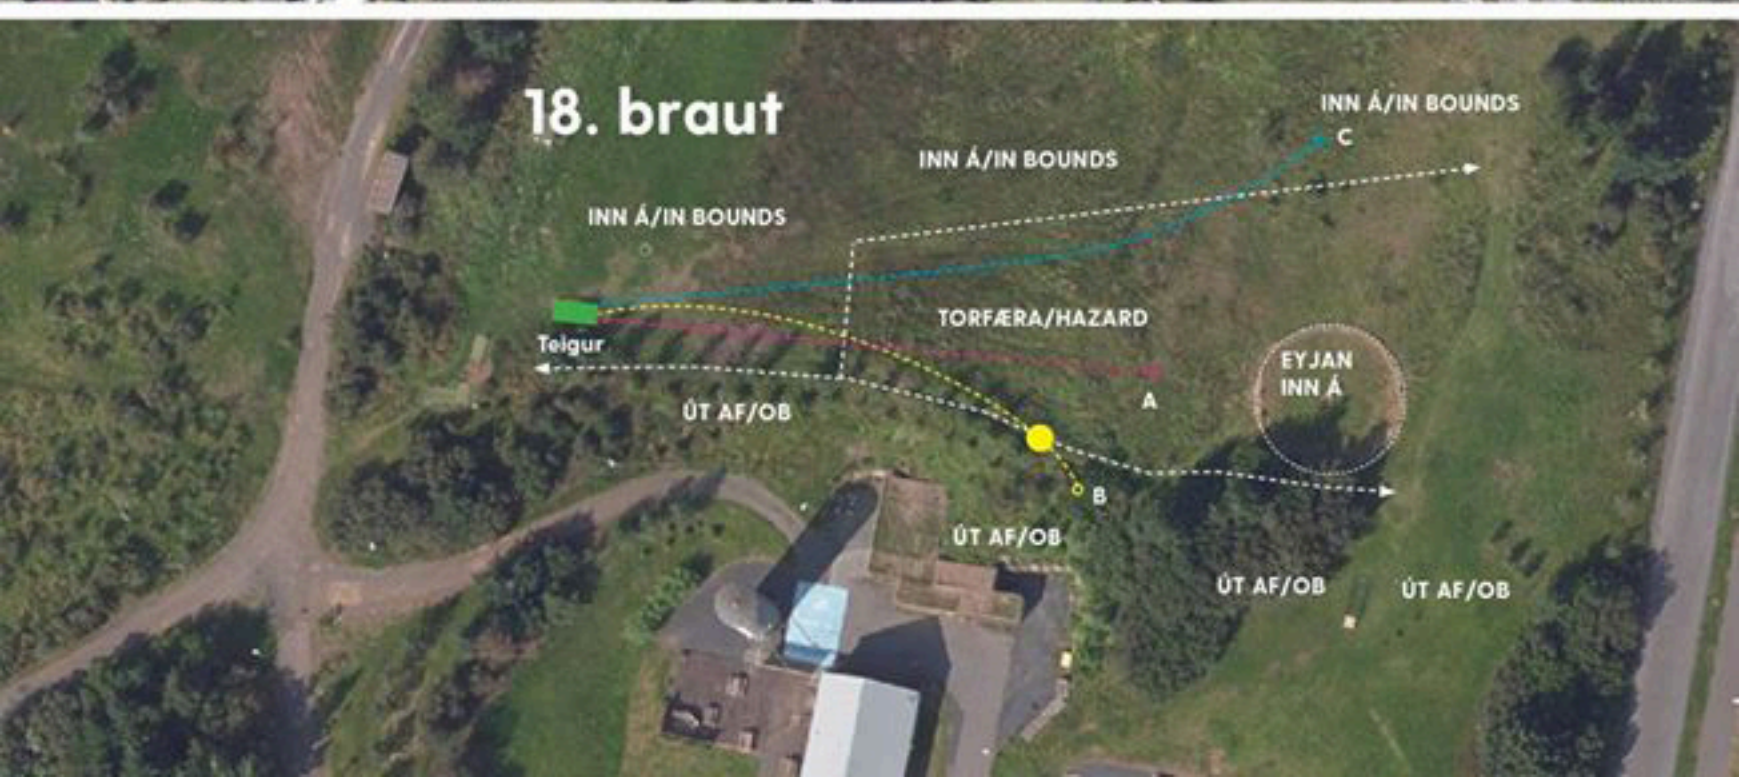 18. braut
INN Á/IN BOUNDS
C
INN Á/IN BOUNDS
INN Á/IN BOUNDS
TORFÆRA/HAZARD
Teigur
EYJAN
INN Á
A
ÚT AF/OB
B
ÚT AF/OB
ÚT AF/OB
ÚT AF/OB